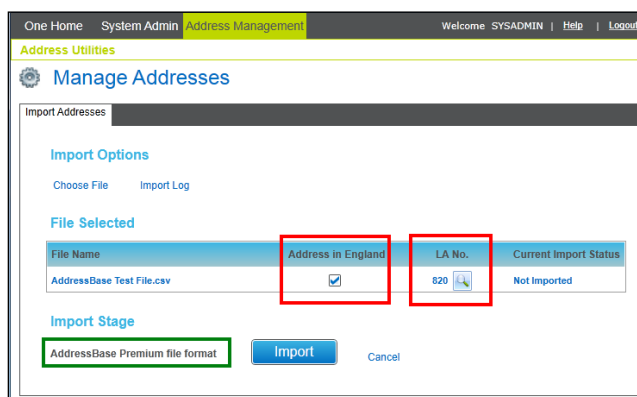 One Home System Admin Address Management Welcome SYSADMIN | Help | Logout
Address Utilities
Manage Addresses
Import Addresses
Import Options
Choose File Import Log
File Selected
File Name Address in England LA No. Current Import Status
AddressBase Test File.csv 820 Not Imported
Import Stage
AddressBase Premium file format Import Cancel